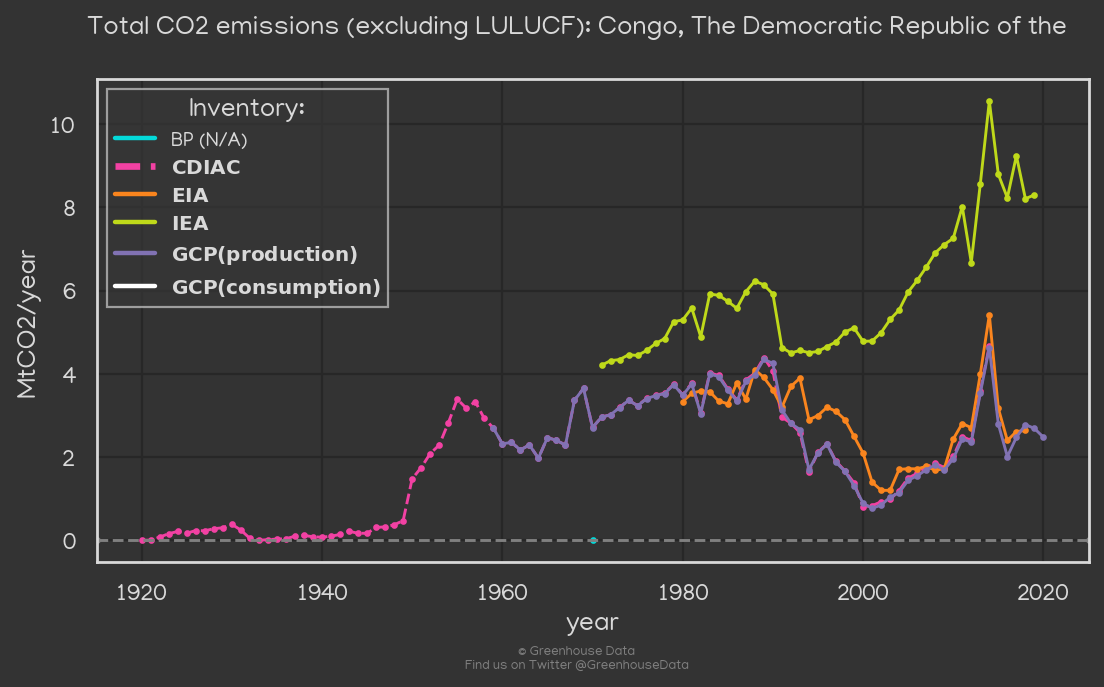 Total CO2 emissions (excluding LULUCF): Congo, The Democratic Republic of the
Inventory:
BP (N/A)
CDIAC
EIA
IEA
GCP(production)
GCP(consumption)
MtCO2/year
10
8
6
4
2
0
1920 1940 1960 1980 2000 2020
year
© Greenhouse Data
Find us on Twitter @GreenhouseData